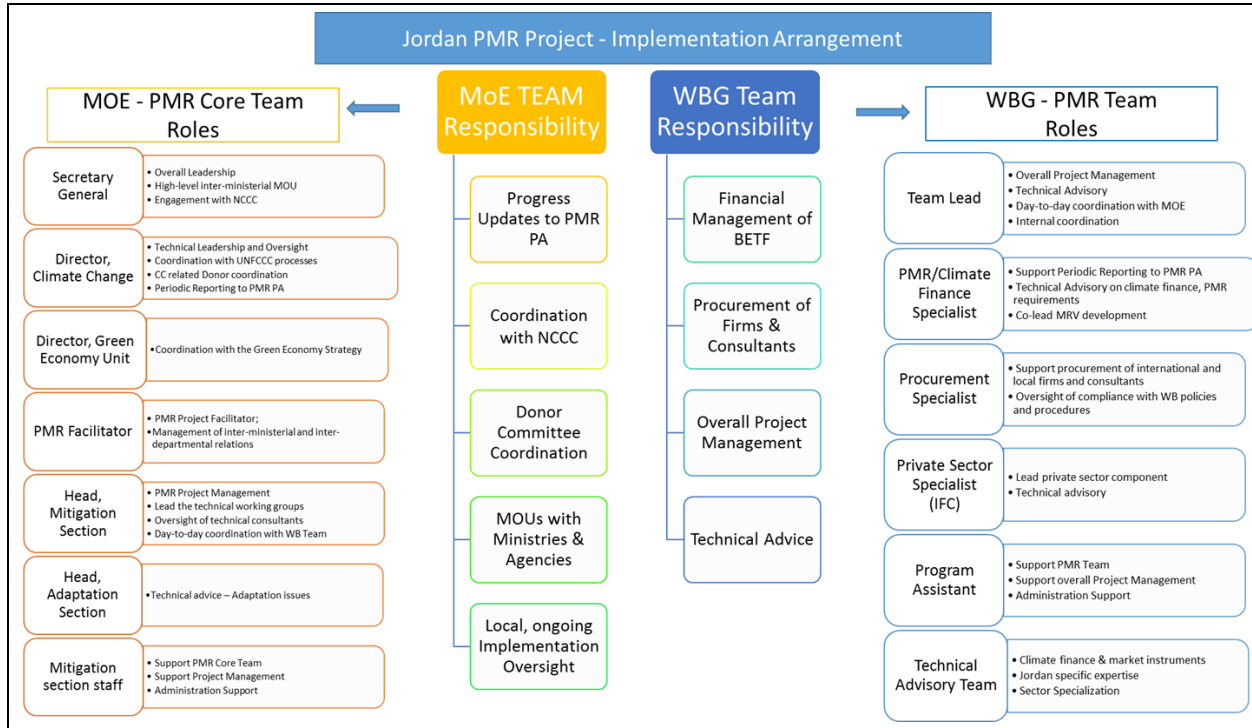 Jordan PMR Project - Implementation Arrangement
MOE - PMR Core Team
Roles
Secretary
General
• Overall Leadership
• High-level inter-ministerial MOU
• Engagement with NCCC
Director,
Climate Change
• Technical Leadership and Oversight
• Coordination with UNFCCC processes
• CC related Donor coordination
• Periodic Reporting to PMR PA
Director, Green
Economy Unit
•Coordination with the Green Economy Strategy
PMR Facilitator
• PMR Project Facilitator;
•Management of inter-ministerial and inter-
departmental relations
Head,
Mitigation
Section
• PMR Project Management
• Lead the technical working groups
• Oversight of technical consultants
• Day-to-day coordination with WB Team
Head,
Adaptation
Section
•Technical advice – Adaptation issues
Mitigation
section staff
• Support PMR Core Team
• Support Project Management
• Administration Support
MoE TEAM
Responsibility
Progress
Updates to PMR
PA
Coordination
with NCCC
Donor
Committee
Coordination
MOUs with
Ministries &
Agencies
Local, ongoing
Implementation
Oversight
WBG Team
Responsibility
Financial
Management of
BETF
Procurement of
Firms &
Consultants
Overall Project
Management
Technical Advice
WBG - PMR Team
Roles
Team Lead
• Overall Project Management
• Technical Advisory
• Day-to-day coordination with MOE
• Internal coordination
PMR/Climate
Finance
Specialist
• Support Periodic Reporting to PMR PA
• Technical Advisory on climate finance, PMR
requirements
• Co-lead MRV development
Procurement
Specialist
• Support procurement of international and
local firms and consultants
• Oversight of compliance with WB policies
and procedures
Private Sector
Specialist
(IFC)
• Lead private sector component
• Technical advisory
Program
Assistant
• Support PMR Team
• Support overall Project Management
• Administration Support
Technical
Advisory Team
• Climate finance & market instruments
• Jordan specific expertise
• Sector Specialization